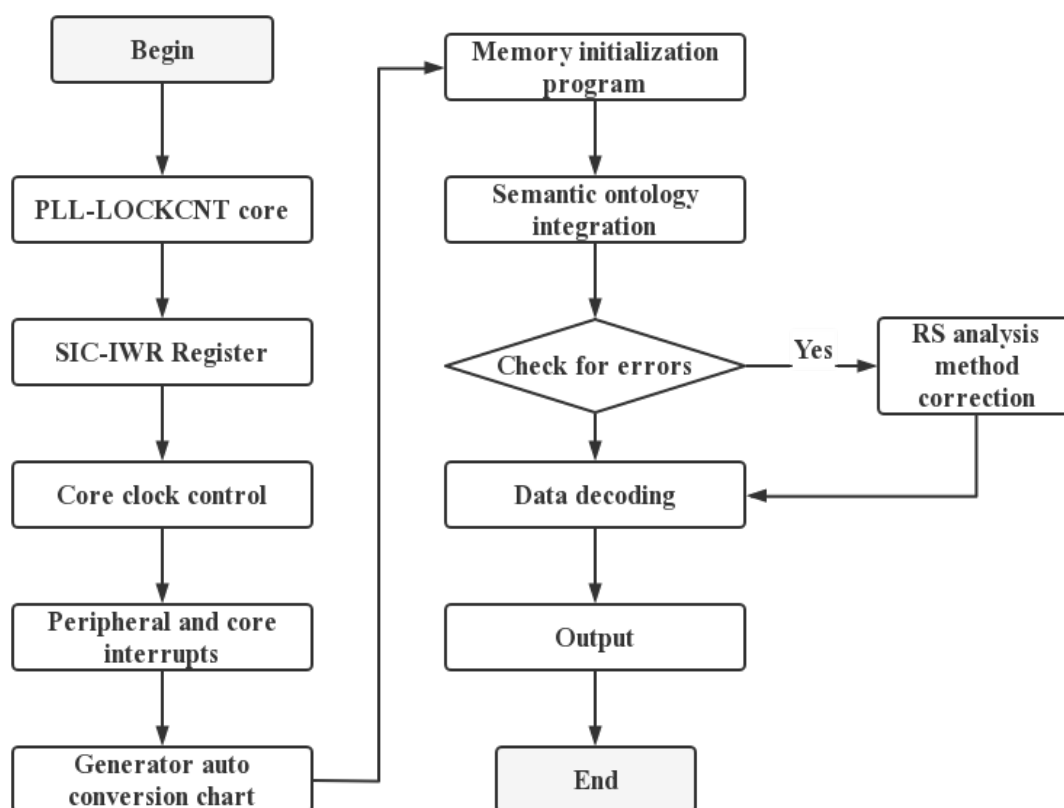 Begin
PLL-LOCKCNT core
SIC-IWR Register
Core clock control
Peripheral and core
interrupts
Generator auto
conversion chart
Memory initialization
program
Semantic ontology
integration
Check for errors
Yes
RS analysis
method
correction
Data decoding
Output
End